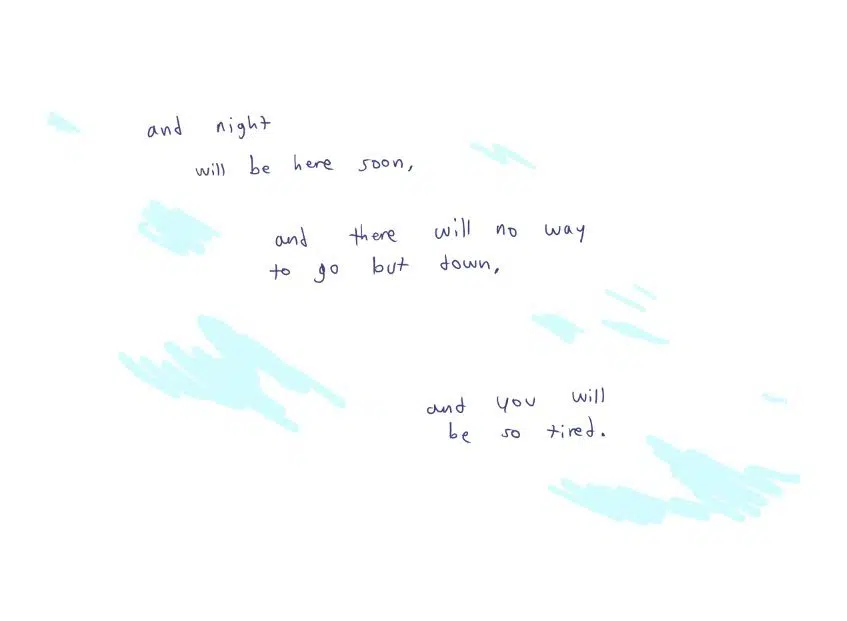 and night
will be here soon,
and there will no way
to go but down,
and you will
be so tired.